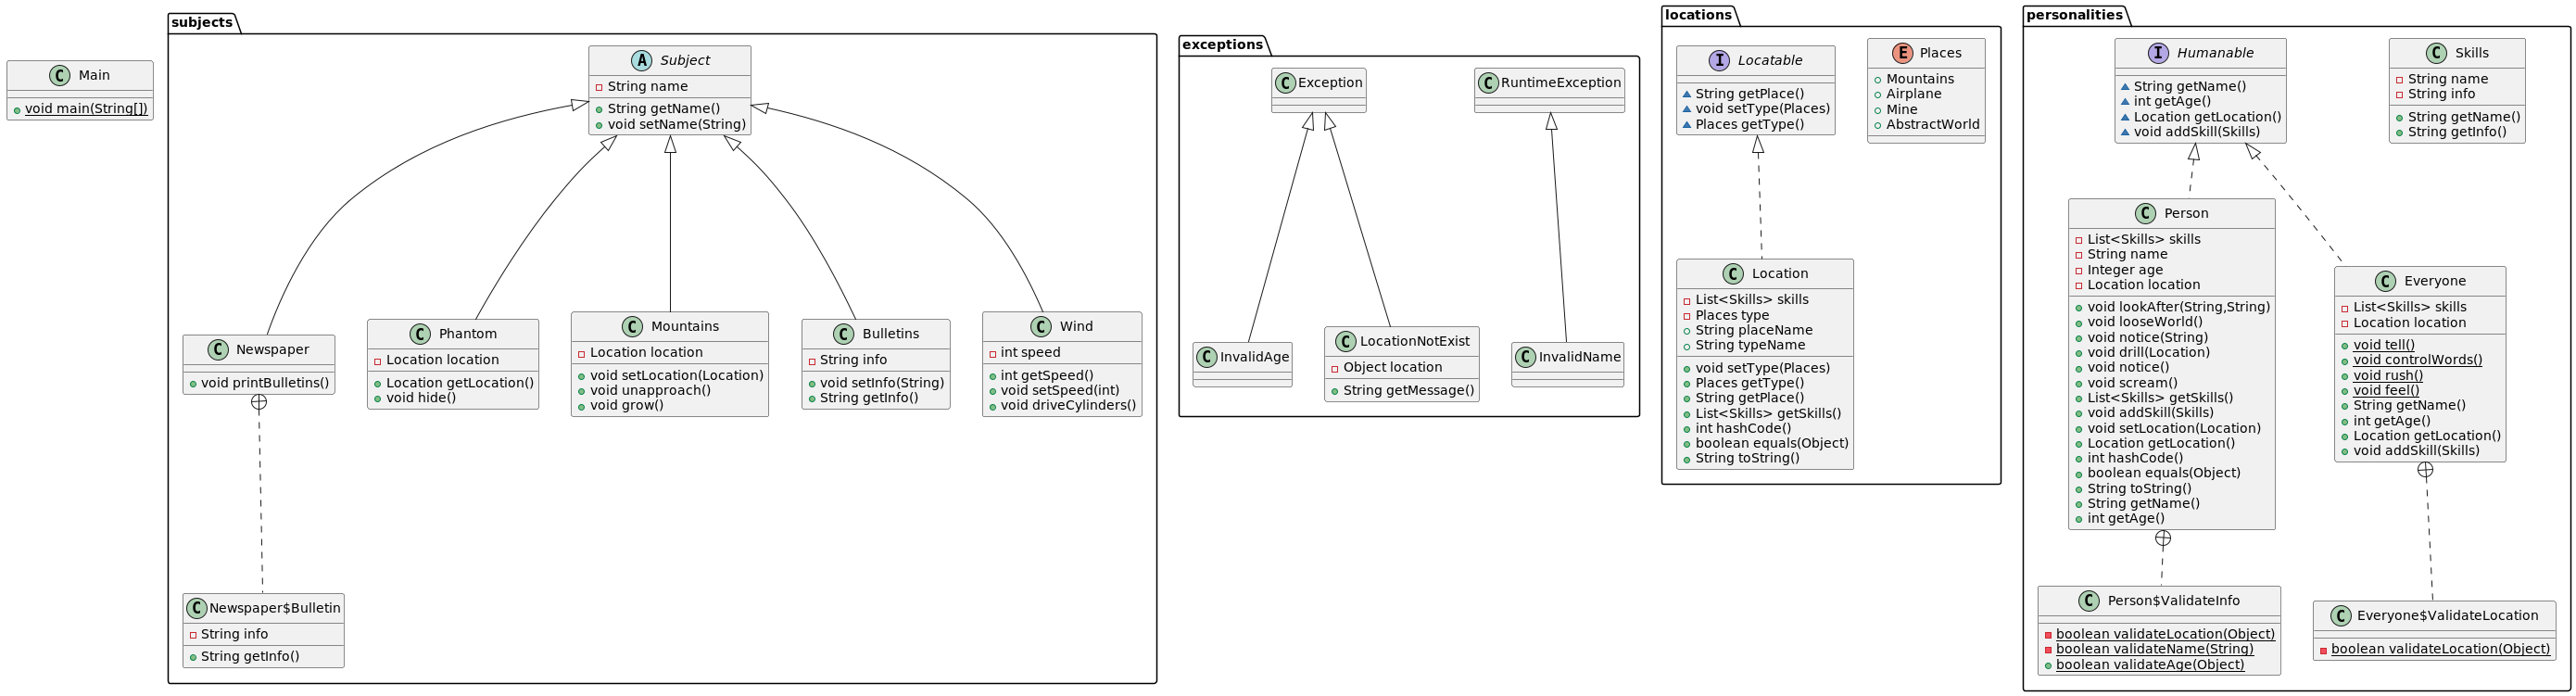 Main
void main(String[])
subjects
A Subject
String name
String getName()
void setName(String)
C Newspaper
void printBulletins()
C Phantom
Location location
Location getLocation()
void hide()
C Mountains
Location location
void setLocation(Location)
void unapproach()
void grow()
C Bulletins
String info
void setInfo(String)
String getInfo()
C Wind
int speed
int getSpeed()
void setSpeed(int)
void driveCylinders()
C Newspaper$Bulletin
String info
String getInfo()
exceptions
C Exception
C RuntimeException
C InvalidAge
C LocationNotExist
Object location
String getMessage()
C InvalidName
locations
I Locatable
String getPlace()
void setType(Places)
Places getType()
E Places
Mountains
Airplane
Mine
AbstractWorld
C Location
List<Skills> skills
Places type
String placeName
String typeName
void setType(Places)
Places getType()
String getPlace()
List<Skills> getSkills()
int hashCode()
boolean equals(Object)
String toString()
personalities
I Humanable
String getName()
int getAge()
Location getLocation()
void addSkill(Skills)
C Skills
String name
String info
String getName()
String getInfo()
C Person
List<Skills> skills
String name
Integer age
Location location
void lookAfter(String,String)
void looseWorld()
void notice(String)
void drill(Location)
void notice()
void scream()
List<Skills> getSkills()
void addSkill(Skills)
void setLocation(Location)
Location getLocation()
int hashCode()
boolean equals(Object)
String toString()
String getName()
int getAge()
C Everyone
List<Skills> skills
Location location
void tell()
void controlWords()
void rush()
void feel()
String getName()
int getAge()
Location getLocation()
void addSkill(Skills)
C Person$ValidateInfo
boolean validateLocation(Object)
boolean validateName(String)
boolean validateAge(Object)
C Everyone$ValidateLocation
boolean validateLocation(Object)